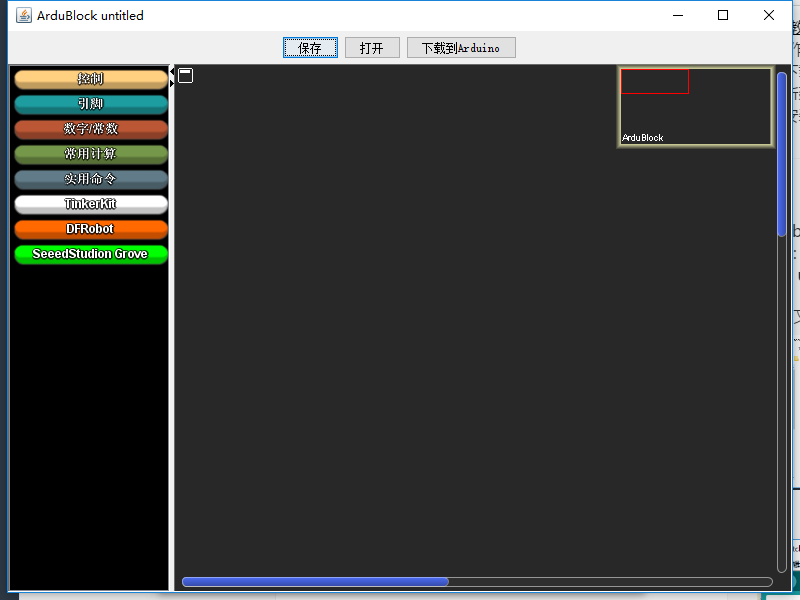 ArduBlock untitled
保存 打开 下载到Arduino
控制
引脚
数字/常数
常用计算
实用命令
TinkerKit
DFRobot
SeeedStudion Grove
ArduBlock